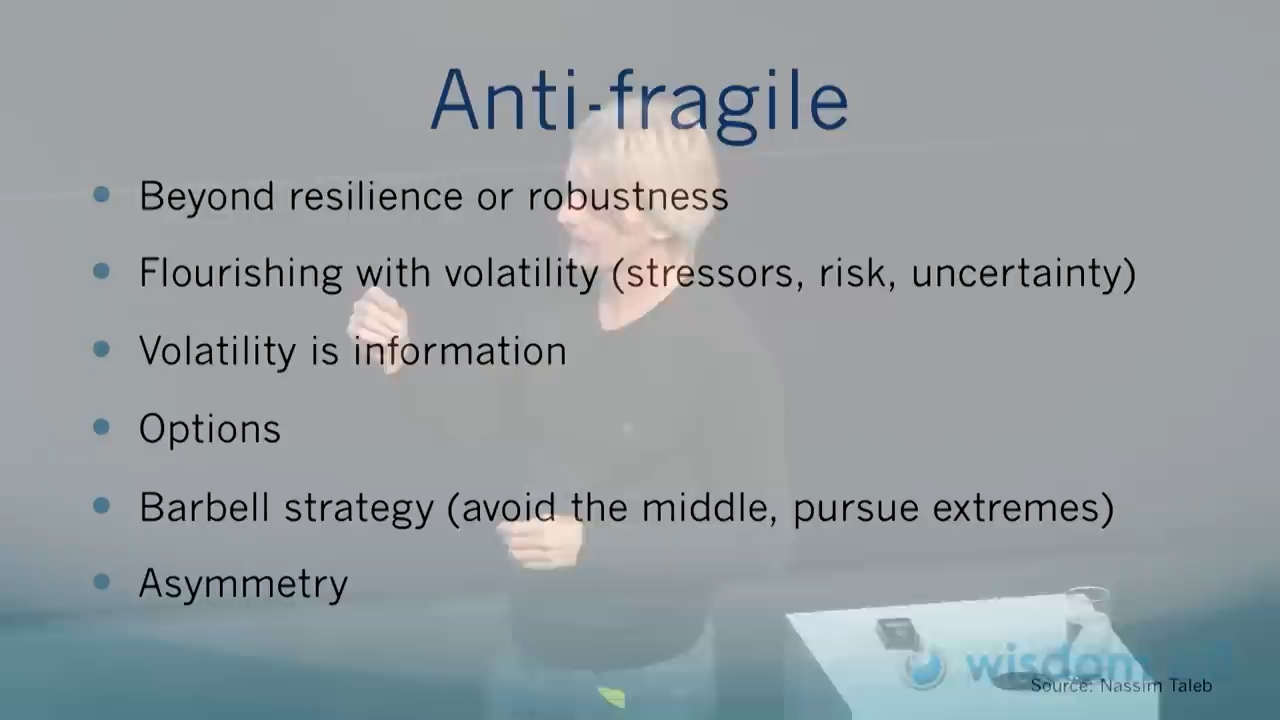 Anti-fragile
• Beyond resilience or robustness
• Flourishing with volatility (stressors, risk, uncertainty)
• Volatility is information
• Options
• Barbell strategy (avoid the middle, pursue extremes)
• Asymmetry
Source: Nassim Taleb